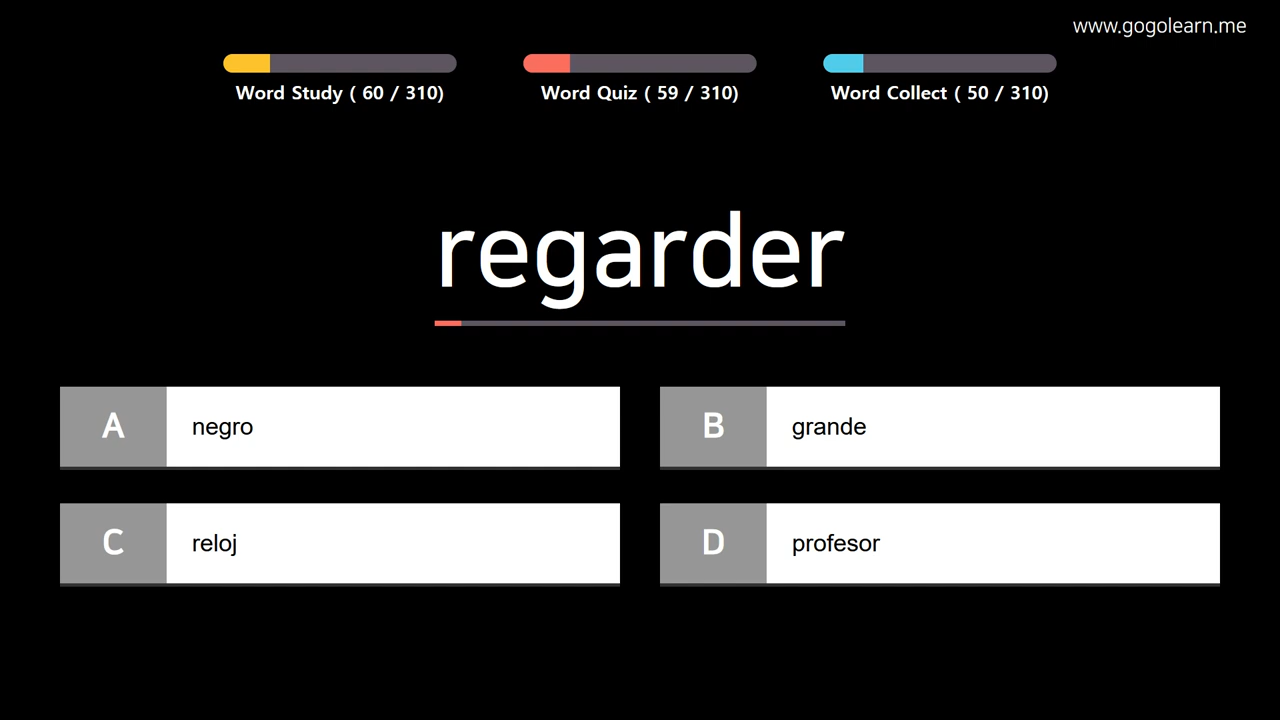 www.gogolearn.me
Word Study ( 60 / 310)
Word Quiz ( 59 / 310)
Word Collect ( 50 / 310)
regarder
A negro
B grande
C reloj
D profesor